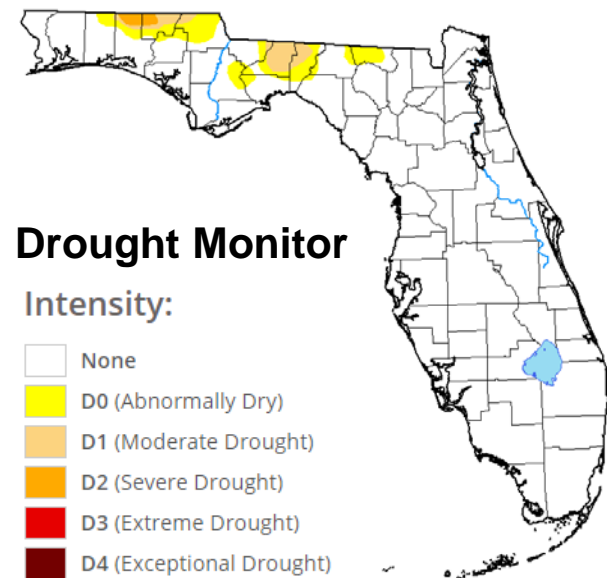 Drought Monitor
Intensity:
None
D0 (Abnormally Dry)
D1 (Moderate Drought)
D2 (Severe Drought)
D3 (Extreme Drought)
D4 (Exceptional Drought)